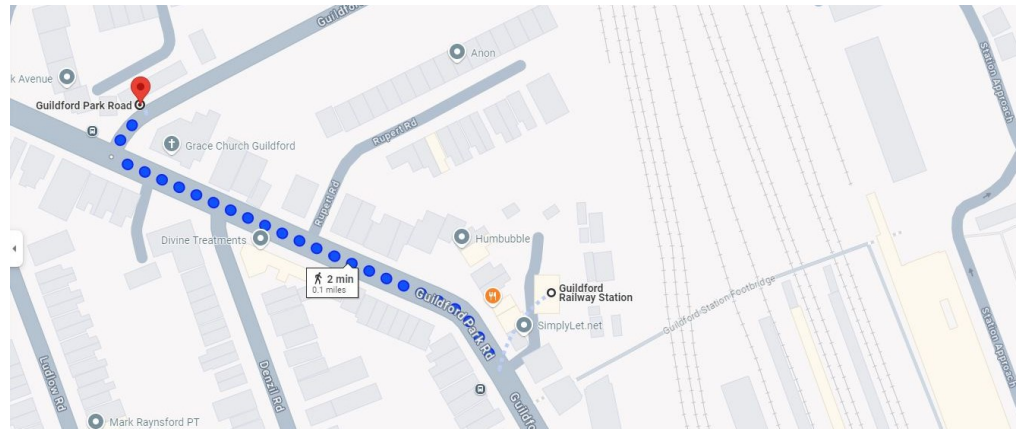 Guildfor
Anon
k Avenue
Guildford Park Road
Grace Church Guildford
Rupert Rd
Rupert Rd
Station Approach
Divine Treatments
Humbubble
2 min
0.1 miles
Guildford Park Rd
Guildford
Railway Station
Guildford Station Footbridge
SimplyLet.net
Station Approach
Ludlow Rd
Denzil Rd
Guildfo
Mark Raynsford PT